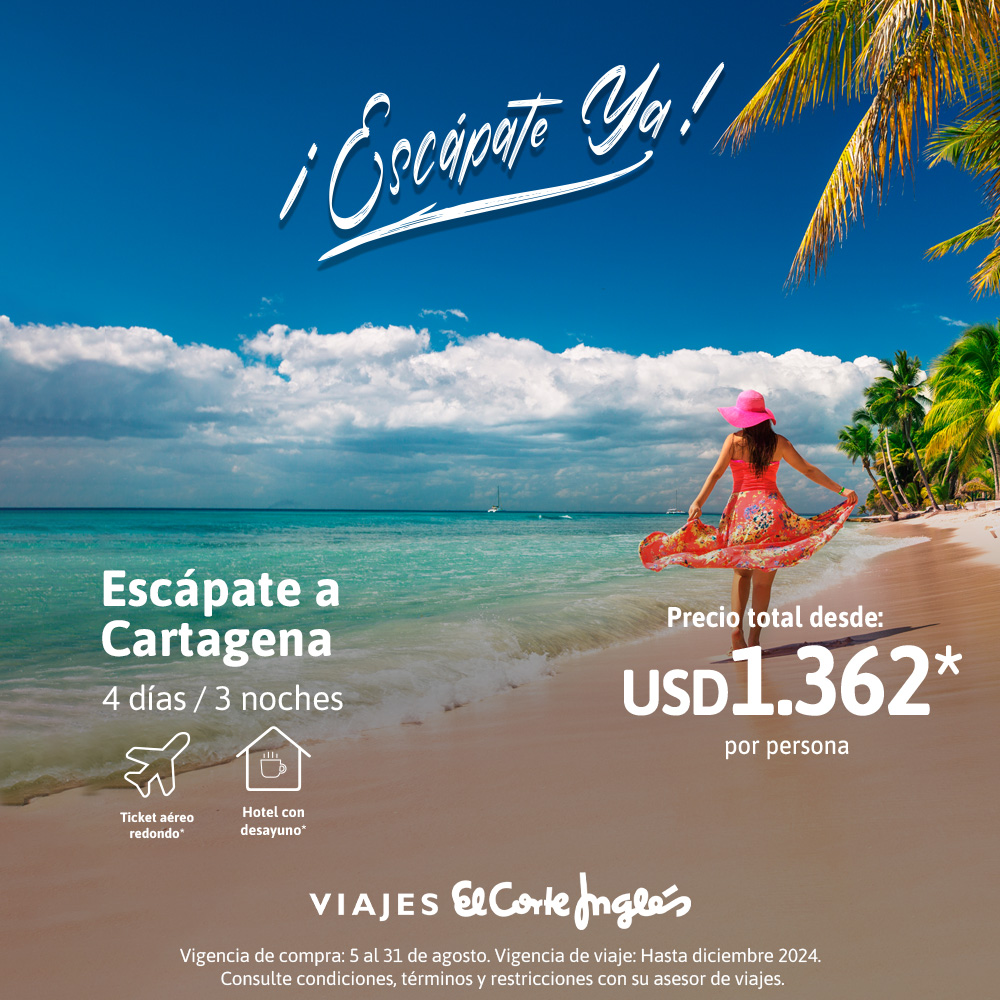 ¡Escápate Ya!
Escápate a
Cartagena
4 días / 3 noches
Ticket aéreo
redondo*
Hotel con
desayuno*
Precio total desde:
USD1.362*
por persona
VIAJES El Corte Inglés
Vigencia de compra: 5 al 31 de agosto. Vigencia de viaje: Hasta diciembre 2024.
Consulte condiciones, términos y restricciones con su asesor de viajes.